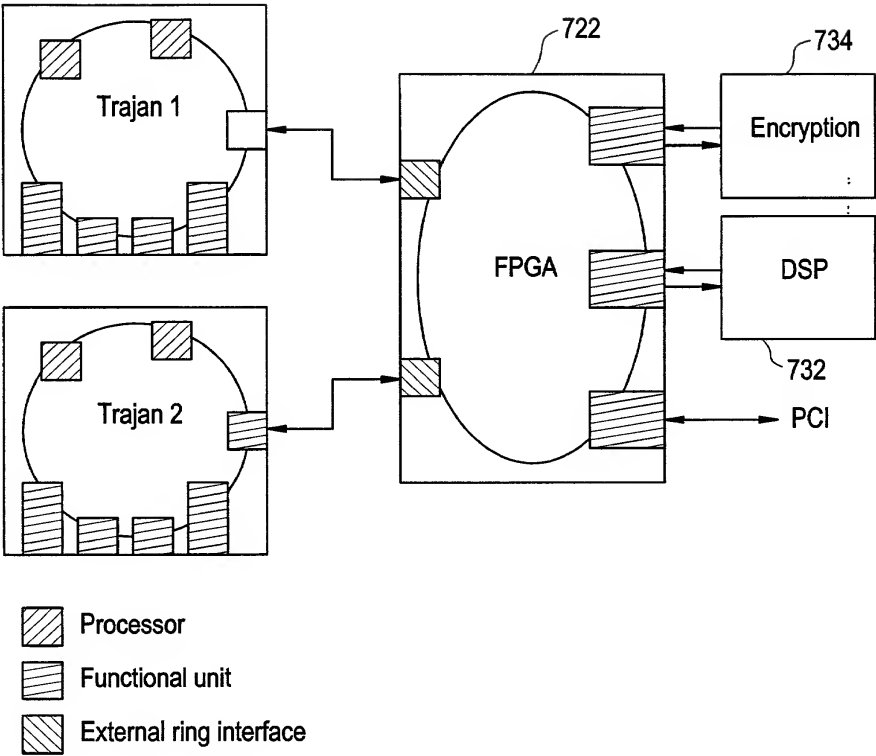 722
734
Trajan 1
Encryption
FPGA
DSP
732
Trajan 2
PCI
Processor
Functional unit
External ring interface